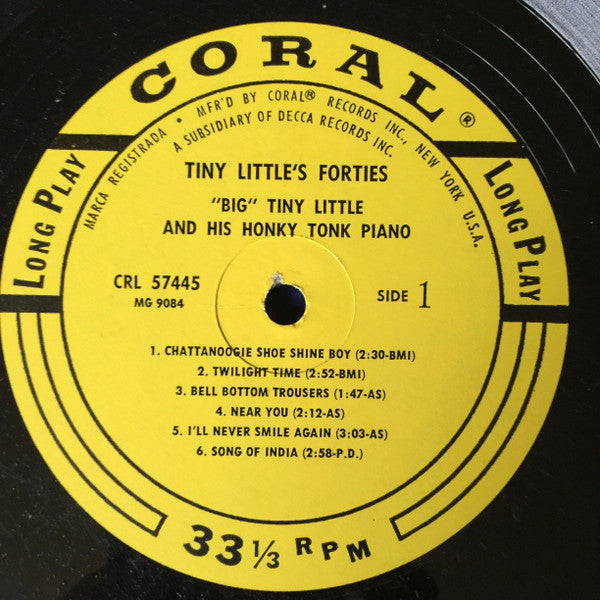 CORAL®
MARCA REGISTRADA • MFR'D BY CORAL® RECORDS INC., NEW YORK U.S.A.
A SUBSIDIARY OF DECCA RECORDS INC.
LONG PLAY
LONG PLAY
TINY LITTLE'S FORTIES
"BIG" TINY LITTLE
AND HIS HONKY TONK PIANO
CRL 57445
MG 9084
SIDE 1
1. CHATTANOOGIE SHOE SHINE BOY (2:30-BMI)
2. TWILIGHT TIME (2:52-BMI)
3. BELL BOTTOM TROUSERS (1:47-AS)
4. NEAR YOU (2:12-AS)
5. I'LL NEVER SMILE AGAIN (3:03-AS)
6. SONG OF INDIA (2:58-P.D.)
33 1/3 RPM